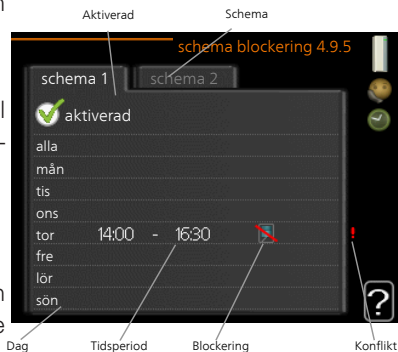 Aktiverad
Schema
schema blockering 4.9.5
schema 1
schema 2
aktiverad
alla
mån
tis
ons
tor 14:00 - 16:30 !
fre
lör
sön
?
Dag
Tidsperiod
Blockering
Konflikt